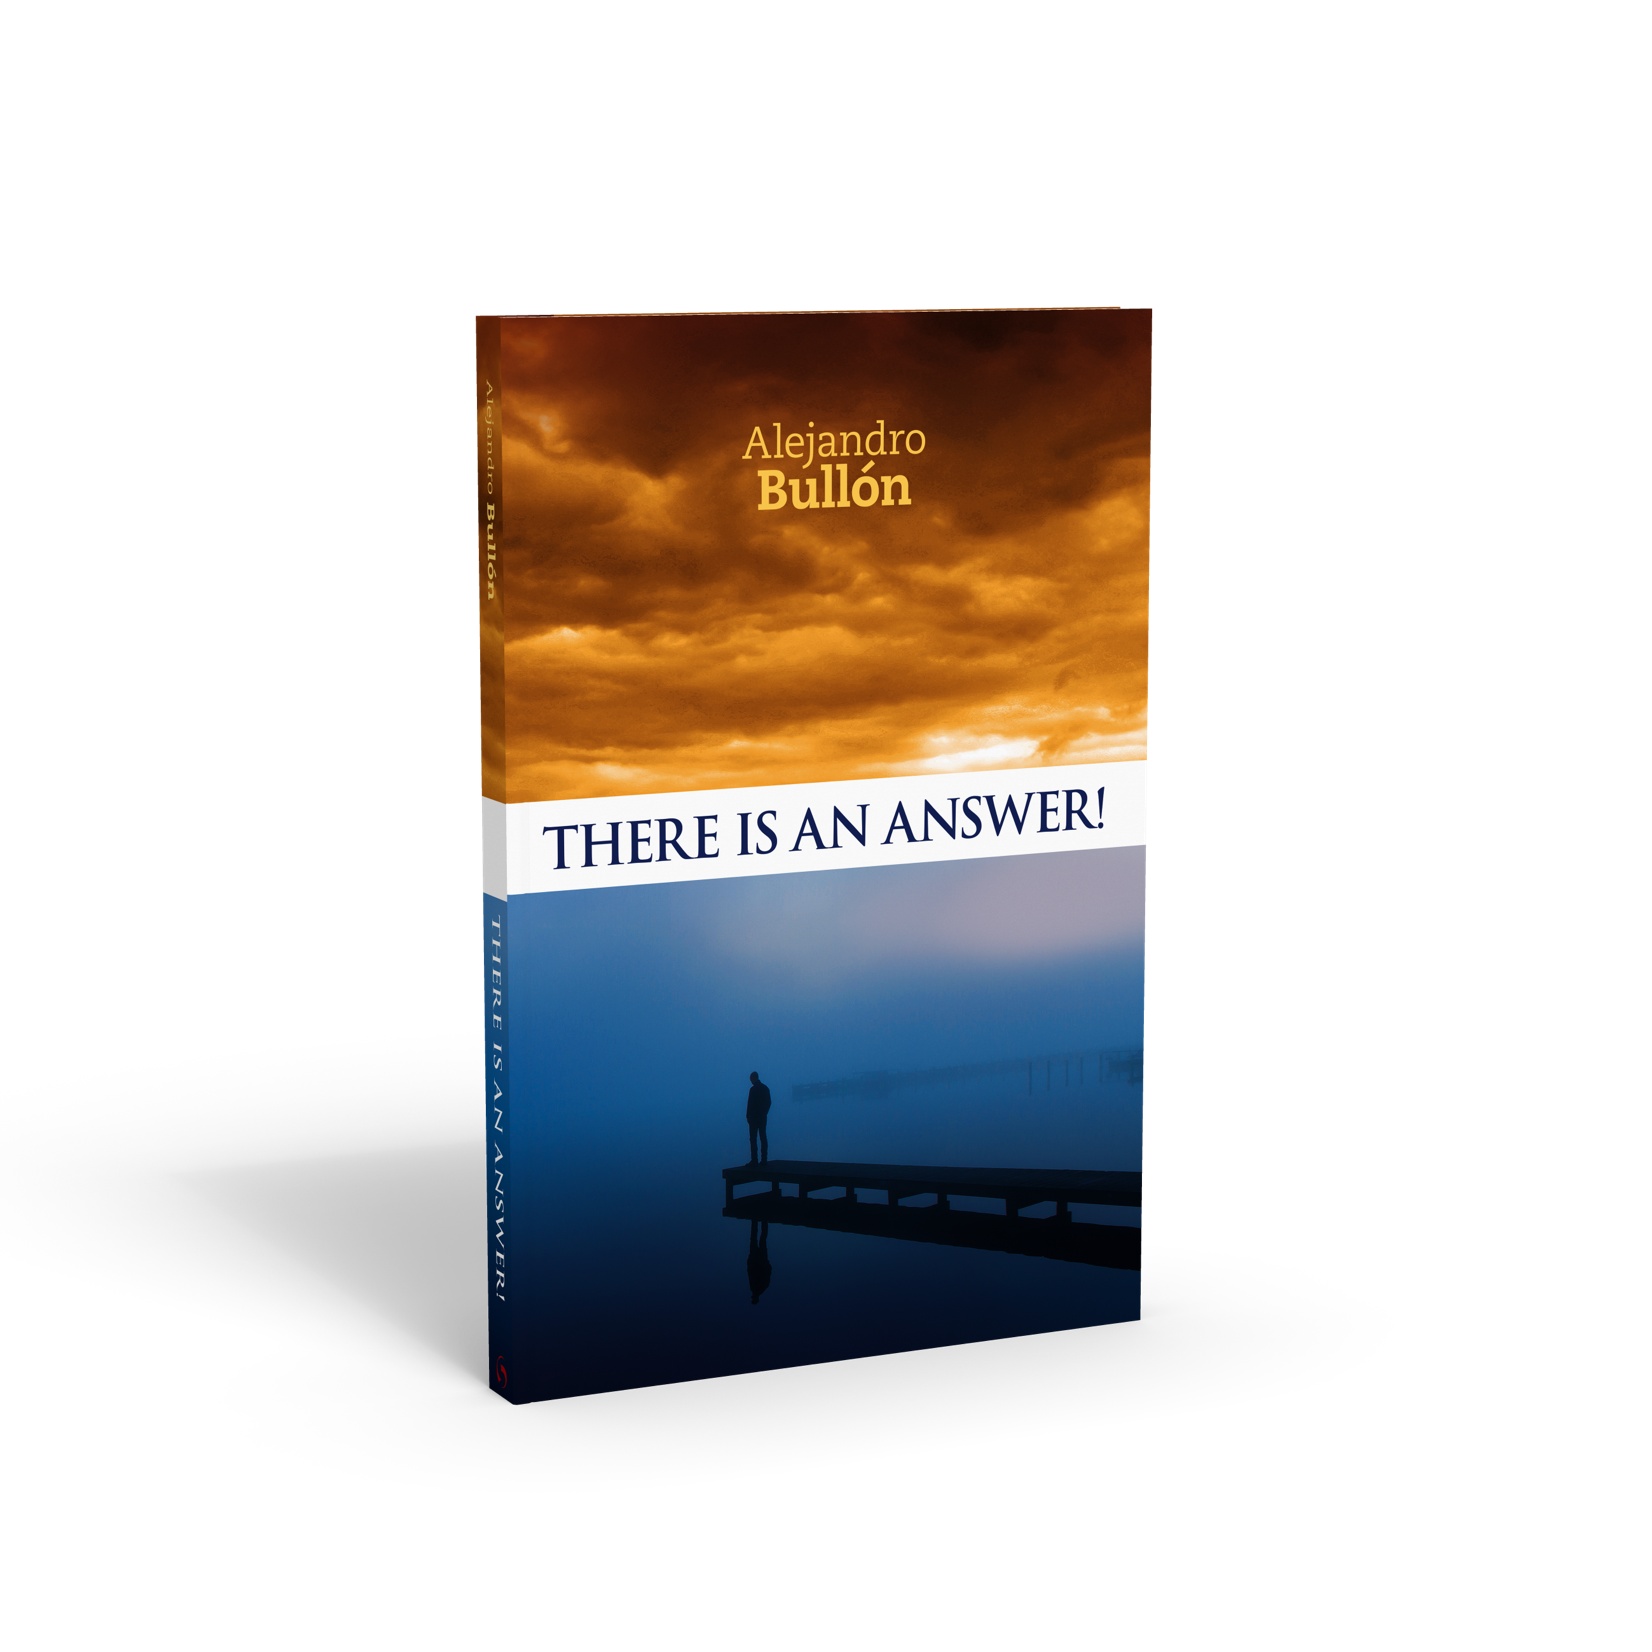 Alejandro
Bullón
THERE IS AN ANSWER!
Alejandro Bullón
THERE IS AN ANSWER!